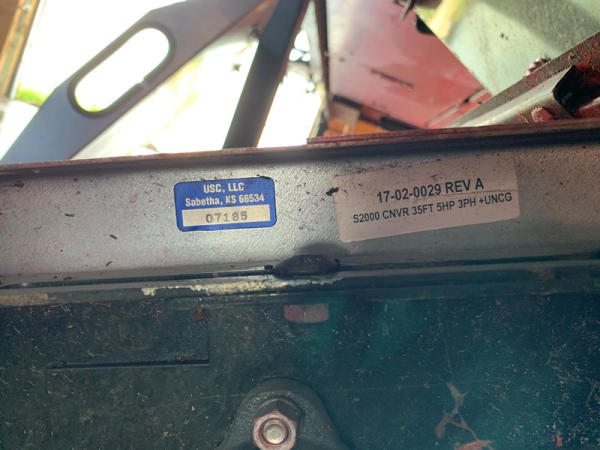 USC, LLC
Sabetha, KS 66534
07185
17-02-0029 REV A
S2000 CNVR 35FT 5HP 3PH +UNCG